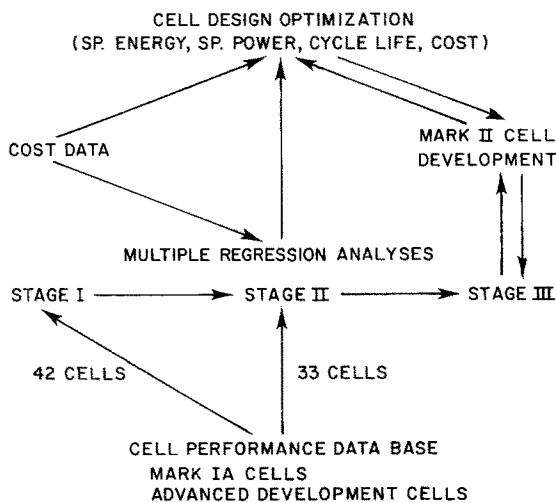 CELL DESIGN OPTIMIZATION
(SP. ENERGY, SP. POWER, CYCLE LIFE, COST)
COST DATA
MARK II CELL
DEVELOPMENT
MULTIPLE REGRESSION ANALYSES
STAGE I
STAGE II
STAGE III
42 CELLS
33 CELLS
CELL PERFORMANCE DATA BASE
MARK IA CELLS
ADVANCED DEVELOPMENT CELLS